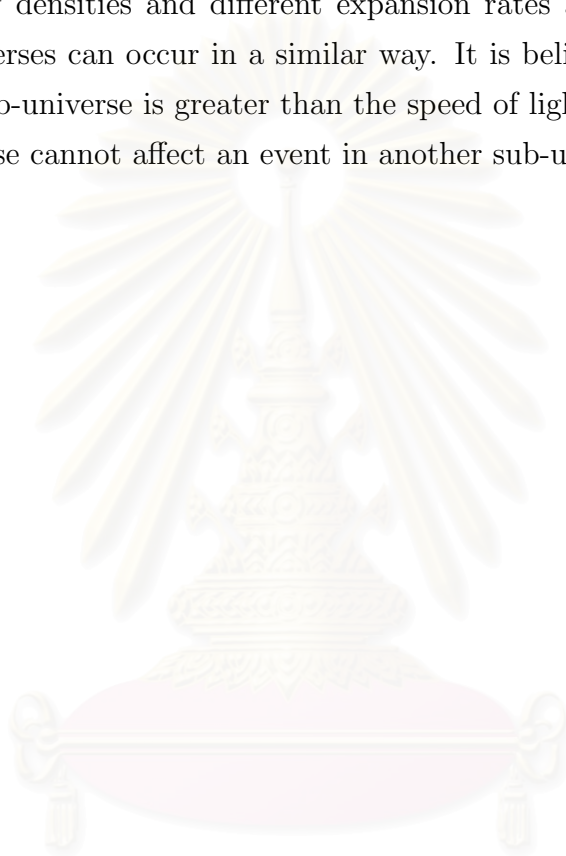 densities and different expansion rates
erses can occur in a similar way. It is beli
b-universe is greater than the speed of ligh
se cannot affect an event in another sub-u